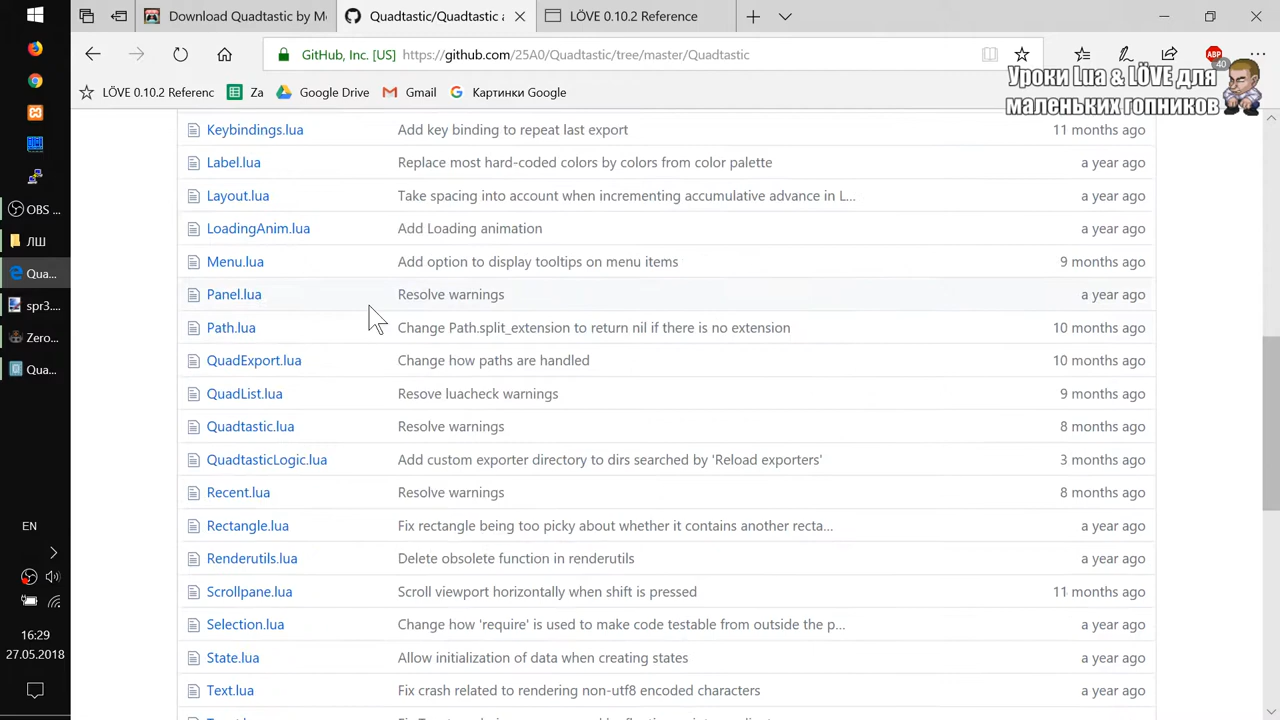 Download Quadtastic by M
Quadtastic/Quadtastic a
LÖVE 0.10.2 Reference
GitHub, Inc. [US] https://github.com/25A0/Quadtastic/tree/master/Quadtastic
ABP
40
LÖVE 0.10.2 Referenc
Za
Google Drive
Gmail
Картинки Google
Уроки Lua & LÖVE для
маленьких гопников
Keybindings.lua Add key binding to repeat last export 11 months ago
Label.lua Replace most hard-coded colors by colors from color palette a year ago
Layout.lua Take spacing into account when incrementing accumulative advance in L... a year ago
LoadingAnim.lua Add Loading animation a year ago
Menu.lua Add option to display tooltips on menu items 9 months ago
Panel.lua Resolve warnings a year ago
Path.lua Change Path.split_extension to return nil if there is no extension 10 months ago
QuadExport.lua Change how paths are handled 10 months ago
QuadList.lua Resove luacheck warnings 9 months ago
Quadtastic.lua Resolve warnings 8 months ago
QuadtasticLogic.lua Add custom exporter directory to dirs searched by 'Reload exporters' 3 months ago
Recent.lua Resolve warnings 8 months ago
Rectangle.lua Fix rectangle being too picky about whether it contains another recta... a year ago
Renderutils.lua Delete obsolete function in renderutils a year ago
Scrollpane.lua Scroll viewport horizontally when shift is pressed 11 months ago
Selection.lua Change how 'require' is used to make code testable from outside the p... a year ago
State.lua Allow initialization of data when creating states a year ago
Text.lua Fix crash related to rendering non-utf8 encoded characters a year ago
OBS ...
ЛШ
Qua...
spr3....
Zero...
Qua...
EN
16:29
27.05.2018